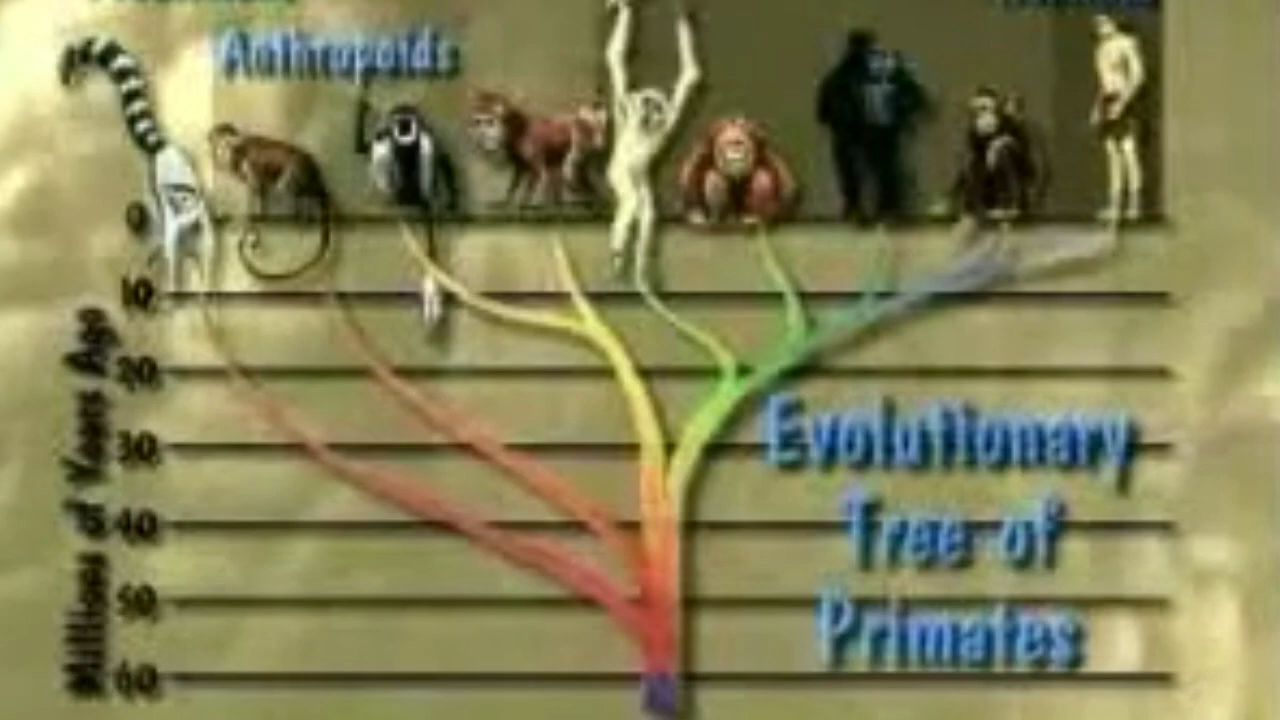 Anthropoids
0
10
20
30
40
50
60
Millions of Years Ago
Evolutionary
Tree of
Primates